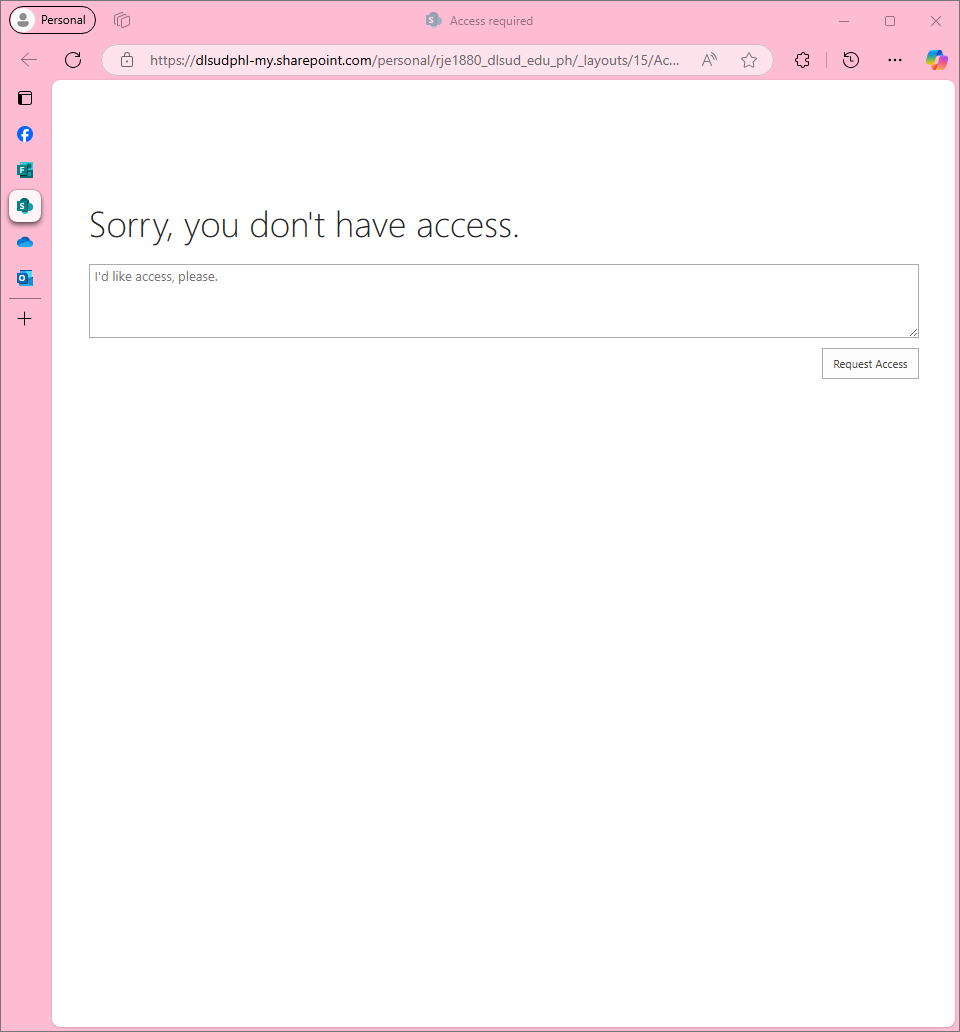 Personal
Access required
https://dlsudphl-my.sharepoint.com/personal/rje1880_dlsud_edu_ph/_layouts/15/Ac...
Sorry, you don't have access.
I'd like access, please.
Request Access